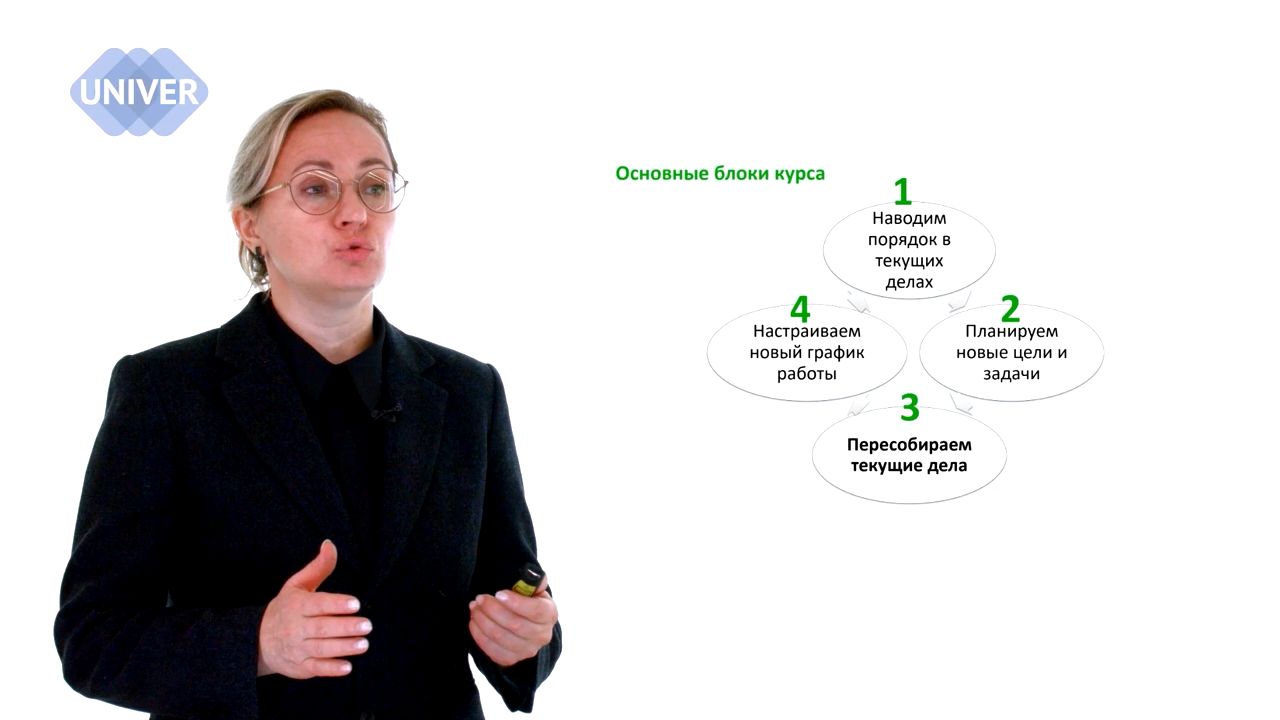 UNIVER
Основные блоки курса
1
Наводим
порядок в
текущих
делах
2
Планируем
новые цели и
задачи
3
Пересобираем
текущие дела
4
Настраиваем
новый график
работы